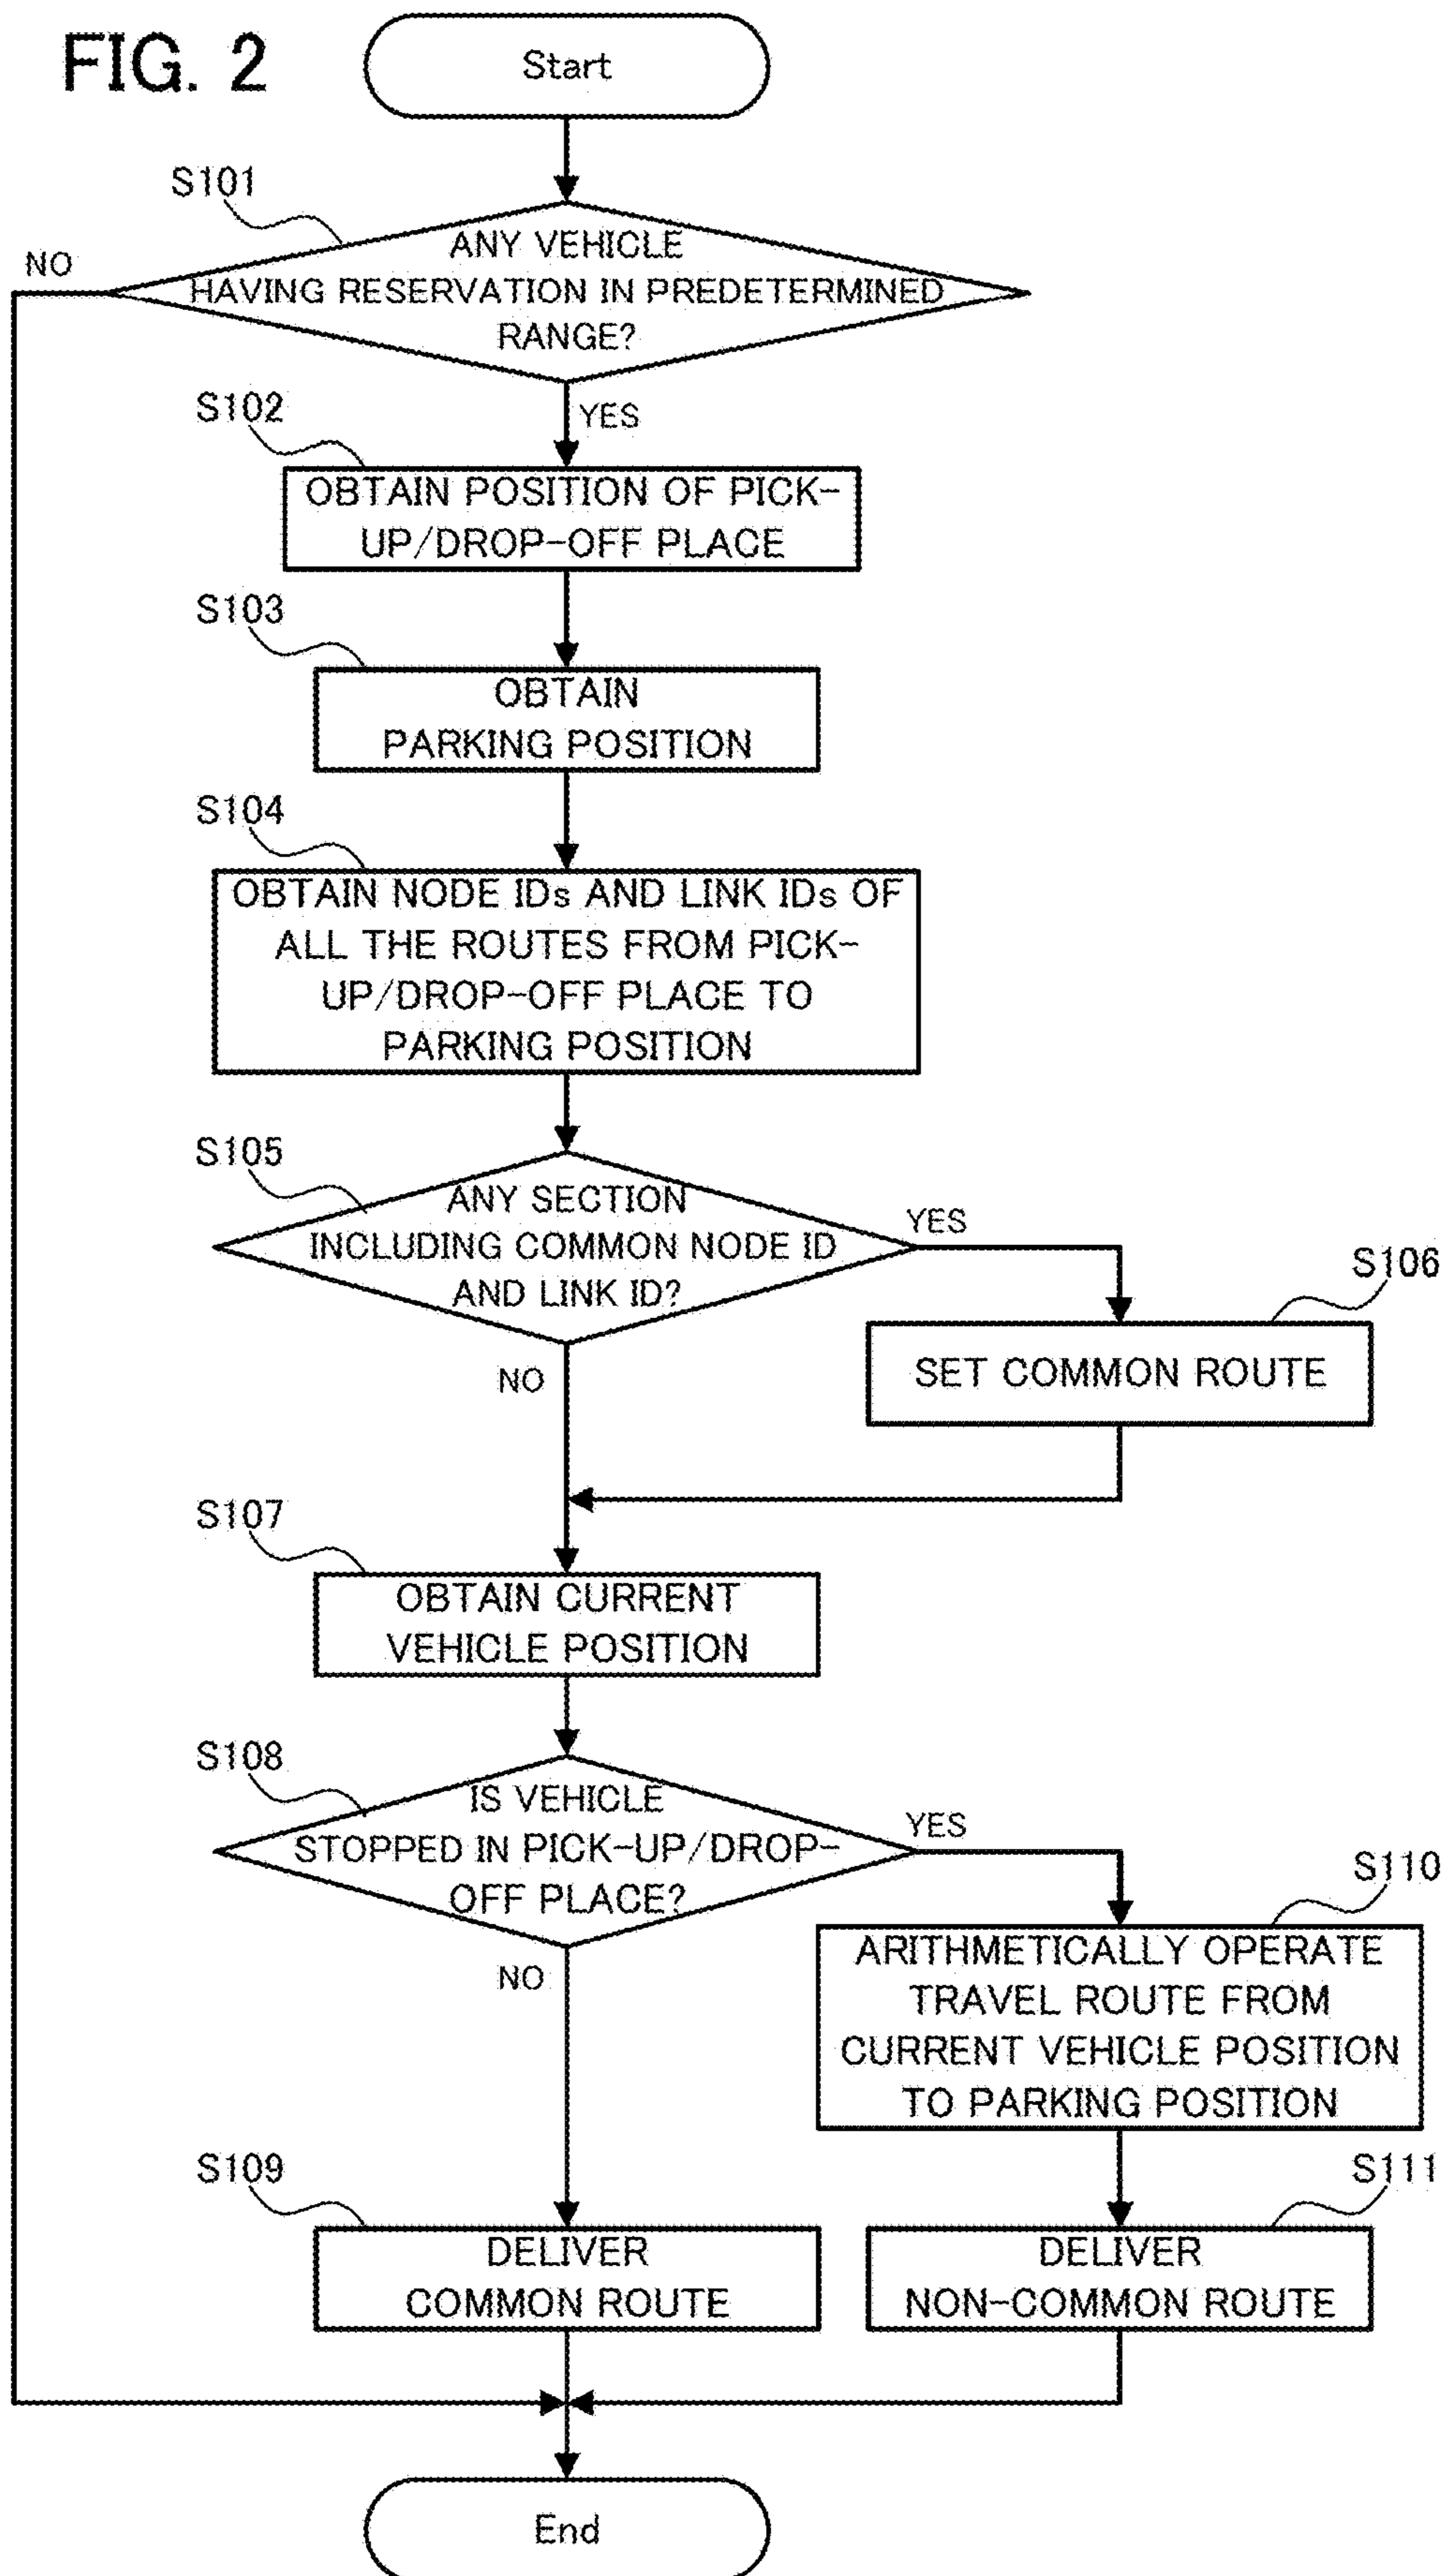 FIG. 2
Start
S101
NO
ANY VEHICLE
HAVING RESERVATION IN PREDETERMINED
RANGE?
S102
YES
OBTAIN POSITION OF PICK-
UP/DROP-OFF PLACE
S103
OBTAIN
PARKING POSITION
S104
OBTAIN NODE IDs AND LINK IDs OF
ALL THE ROUTES FROM PICK-
UP/DROP-OFF PLACE TO
PARKING POSITION
S105
ANY SECTION
INCLUDING COMMON NODE ID
AND LINK ID?
YES
S106
NO
SET COMMON ROUTE
S107
OBTAIN CURRENT
VEHICLE POSITION
S108
IS VEHICLE
STOPPED IN PICK-UP/DROP-
OFF PLACE?
YES
S110
NO
ARITHMETICALLY OPERATE
TRAVEL ROUTE FROM
CURRENT VEHICLE POSITION
TO PARKING POSITION
S109
DELIVER
COMMON ROUTE
S111
DELIVER
NON-COMMON ROUTE
End